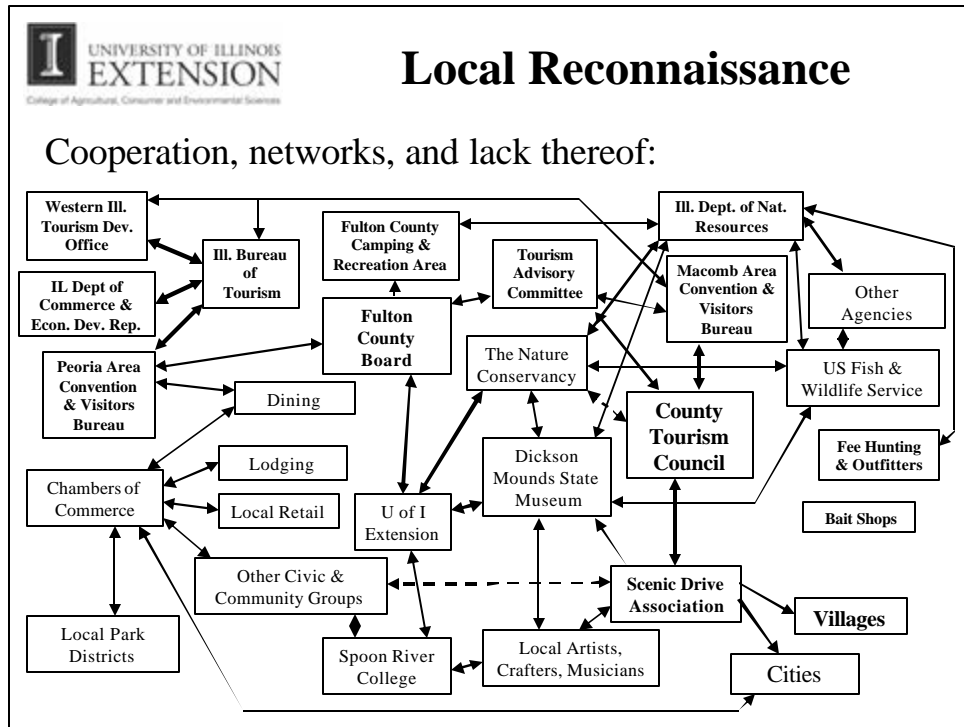 UNIVERSITY OF ILLINOIS
EXTENSION
College of Agricultural, Consumer and Environmental Sciences
Local Reconnaissance
Cooperation, networks, and lack thereof:
Western Ill.
Tourism Dev.
Office
Ill. Bureau
of
Tourism
IL Dept of
Commerce &
Econ. Dev. Rep.
Peoria Area
Convention
& Visitors
Bureau
Fulton County
Camping &
Recreation Area
Fulton
County
Board
Tourism
Advisory
Committee
Ill. Dept. of Nat.
Resources
Macomb Area
Convention &
Visitors
Bureau
Other
Agencies
US Fish &
Wildlife Service
The Nature
Conservancy
County
Tourism
Council
Fee Hunting
& Outfitters
Bait Shops
Dining
Lodging
Local Retail
Chambers of
Commerce
U of I
Extension
Dickson
Mounds State
Museum
Other Civic &
Community Groups
Scenic Drive
Association
Villages
Cities
Local Park
Districts
Spoon River
College
Local Artists,
Crafters, Musicians